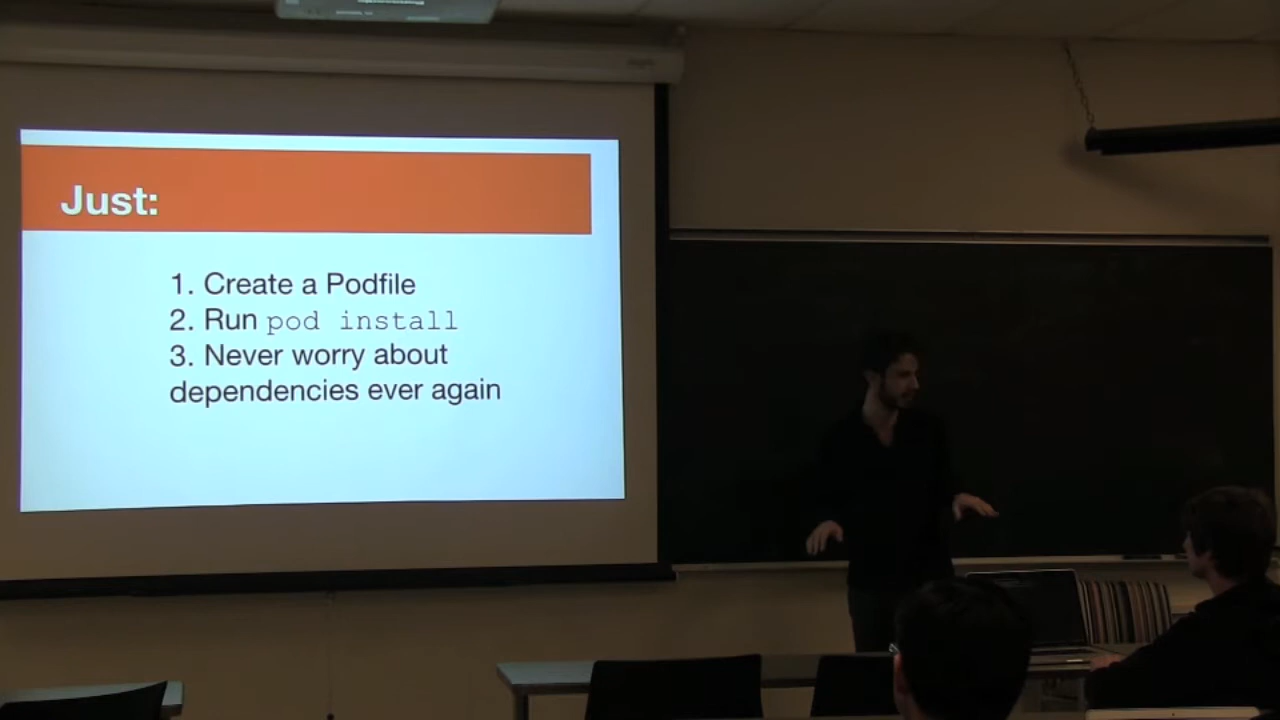 Just:
1. Create a Podfile
2. Run pod install
3. Never worry about
dependencies ever again